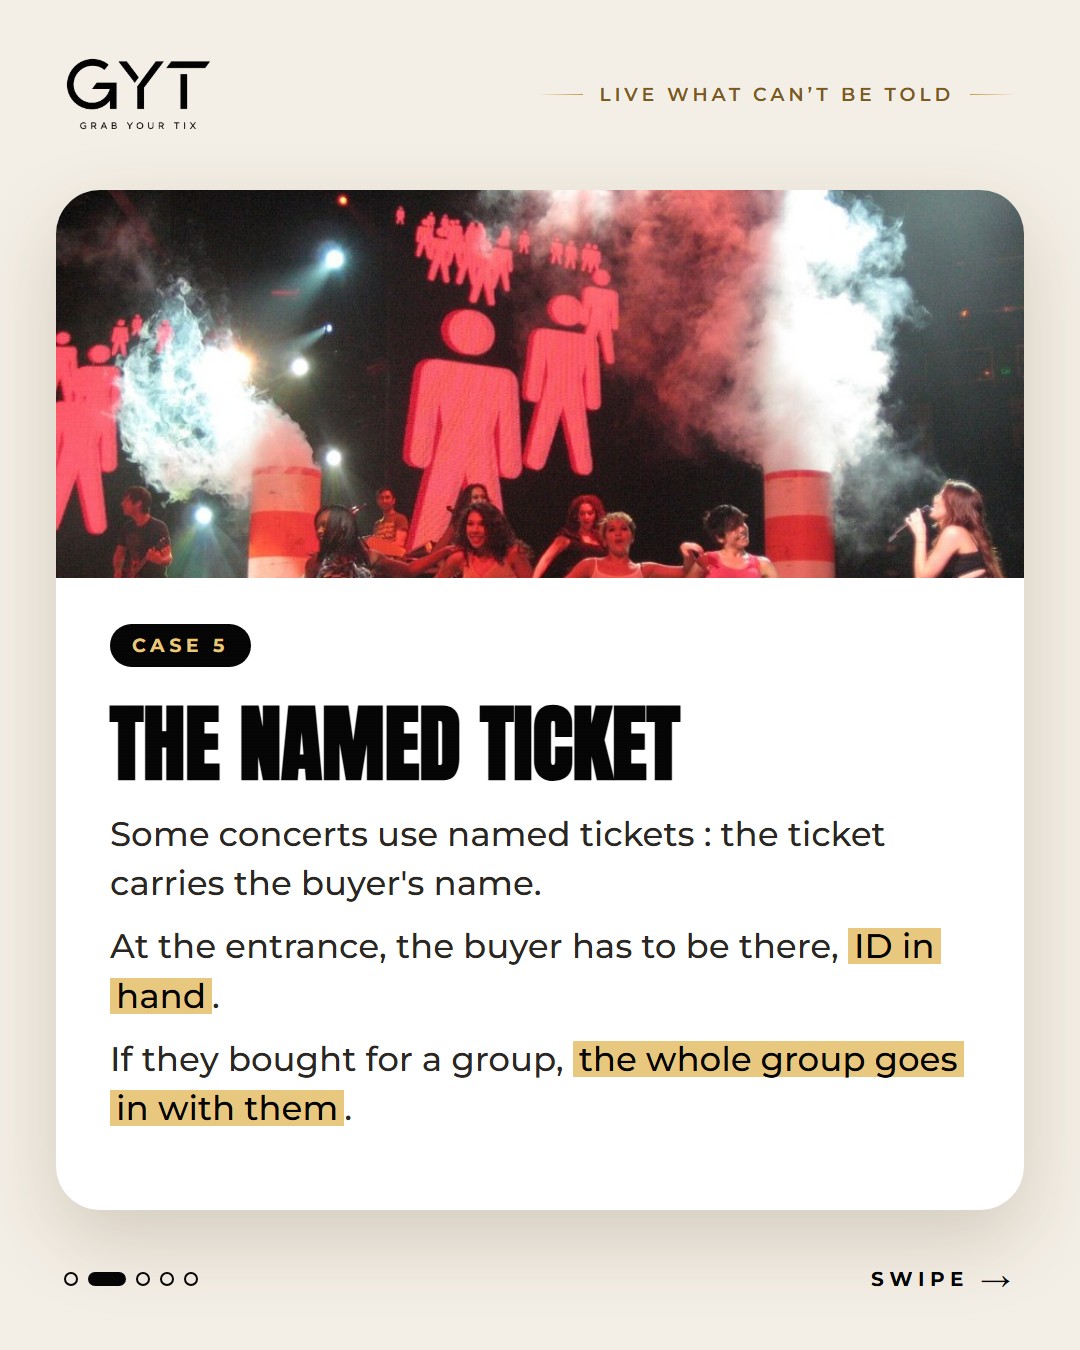 GYT
GRAB YOUR TIX
LIVE WHAT CAN’T BE TOLD
CASE 5
THE NAMED TICKET
Some concerts use named tickets : the ticket
carries the buyer's name.
At the entrance, the buyer has to be there, ID in
hand.
If they bought for a group, the whole group goes
in with them.
SWIPE →